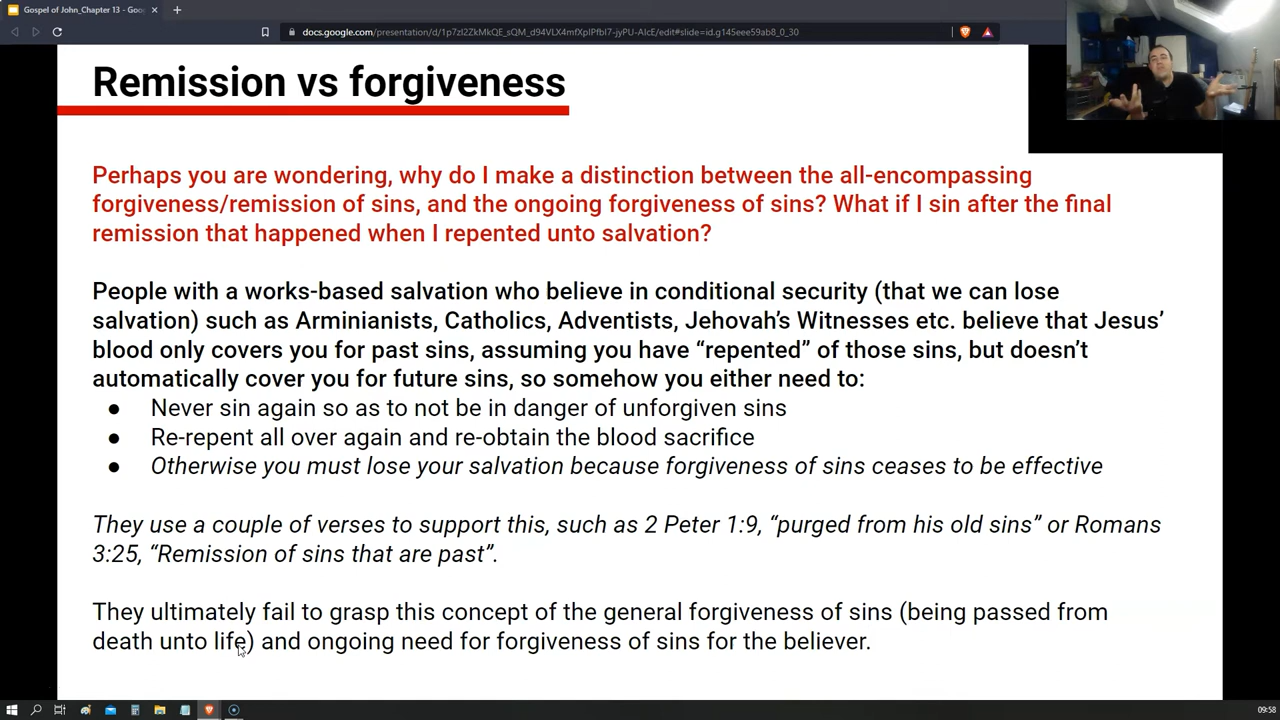 Gospel of John_Chapter 13 - Goo
docs.google.com/presentation/d/1p7zl2ZkMkQE_sQM_d94VLX4mfXplPfbl7-jyPU-AlcE/edit#slide=id.g145eee59ab8_0_30
Remission vs forgiveness
Perhaps you are wondering, why do I make a distinction between the all-encompassing
forgiveness/remission of sins, and the ongoing forgiveness of sins? What if I sin after the final
remission that happened when I repented unto salvation?
People with a works-based salvation who believe in conditional security (that we can lose
salvation) such as Arminianists, Catholics, Adventists, Jehovah's Witnesses etc. believe that Jesus'
blood only covers you for past sins, assuming you have “repented” of those sins, but doesn't
automatically cover you for future sins, so somehow you either need to:
● Never sin again so as to not be in danger of unforgiven sins
● Re-repent all over again and re-obtain the blood sacrifice
● Otherwise you must lose your salvation because forgiveness of sins ceases to be effective
They use a couple of verses to support this, such as 2 Peter 1:9, “purged from his old sins” or Romans
3:25, “Remission of sins that are past”.
They ultimately fail to grasp this concept of the general forgiveness of sins (being passed from
death unto life) and ongoing need for forgiveness of sins for the believer.
09:58